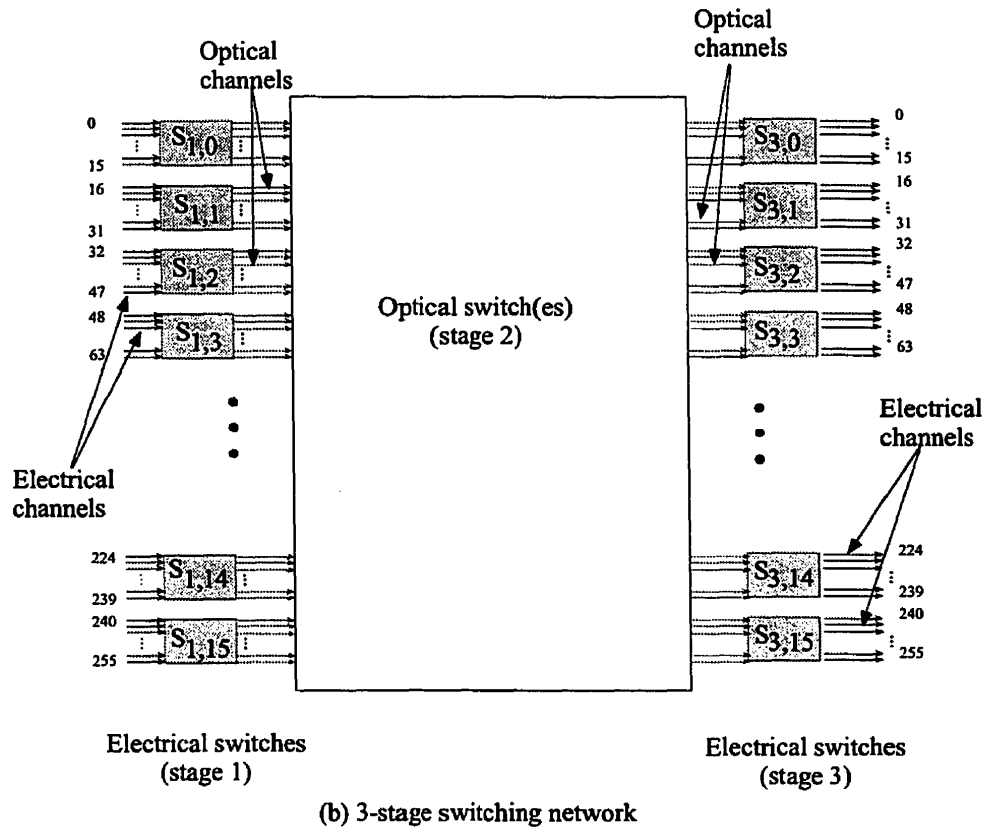 Optical
channels
Optical
channels
0
S1,0
15
16
S1,1
31
32
S1,2
47
48
S1,3
63
Optical switch(es)
(stage 2)
S3,0
0
15
S3,1
16
31
S3,2
32
47
S3,3
48
63
Electrical
channels
Electrical
channels
224
S1,14
239
240
S1,15
255
S3,14
224
239
S3,15
240
255
Electrical switches
(stage 1)
Electrical switches
(stage 3)
(b) 3-stage switching network